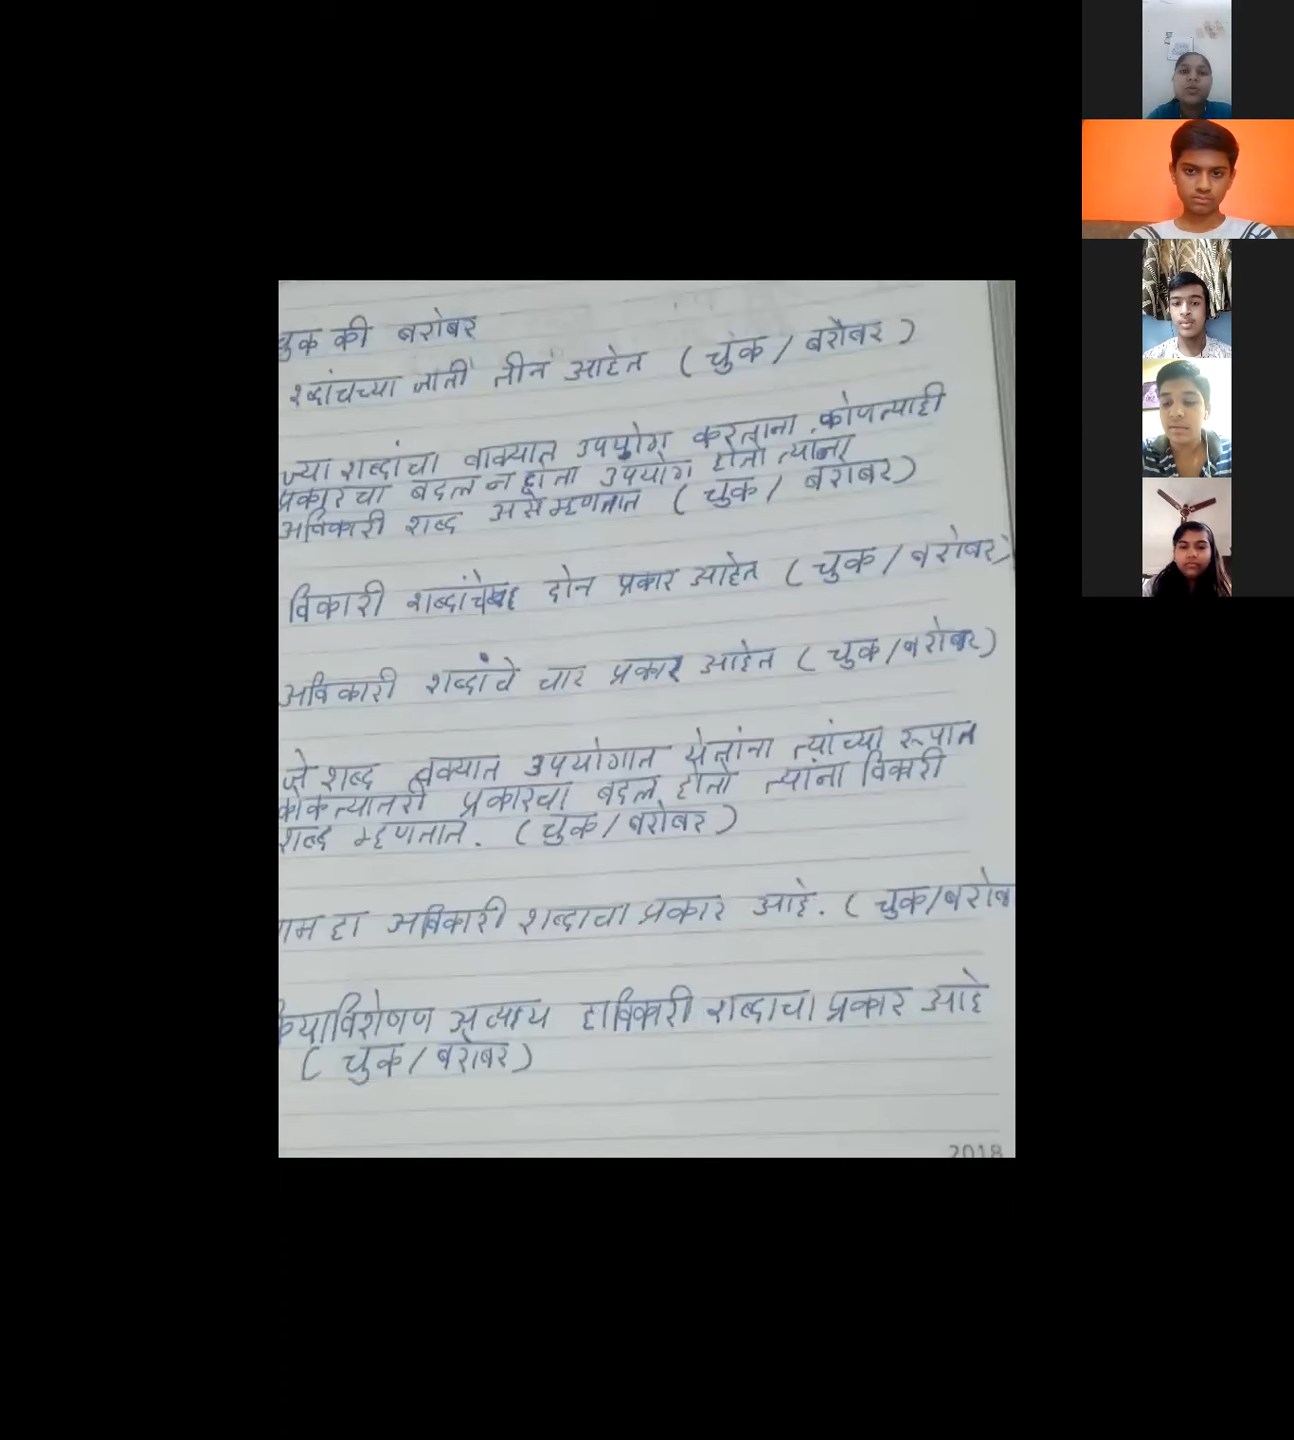 चुक की बरोबर
शब्दांचच्या जाती तीन आहेत ( चुक / बरोबर )
ज्या शब्दांचा वाक्यात उपयोग करताना कोणत्याही
प्रकारचा बदल न होता उपयोग होतो त्यांना
अविकारी शब्द असे म्हणतात ( चुक / बरोबर )
विकारी शब्दांचे दोन प्रकार आहेत ( चुक / बरोबर )
अविकारी शब्दांचे चार प्रकार आहेत ( चुक / बरोबर )
जे शब्द वाक्यात उपयोगात येतांना त्यांच्या रूपात
प्रकारचा बदल होतो त्यांना विकारी
शब्द म्हणतात. ( चुक / बरोबर )
हा अविकारी शब्दाचा प्रकार आहे. ( चुक / बरोब
क्रियाविशेषण अव्यय हा विकारी शब्दाचा प्रकार आहे
( चुक / बरोबर )
2018